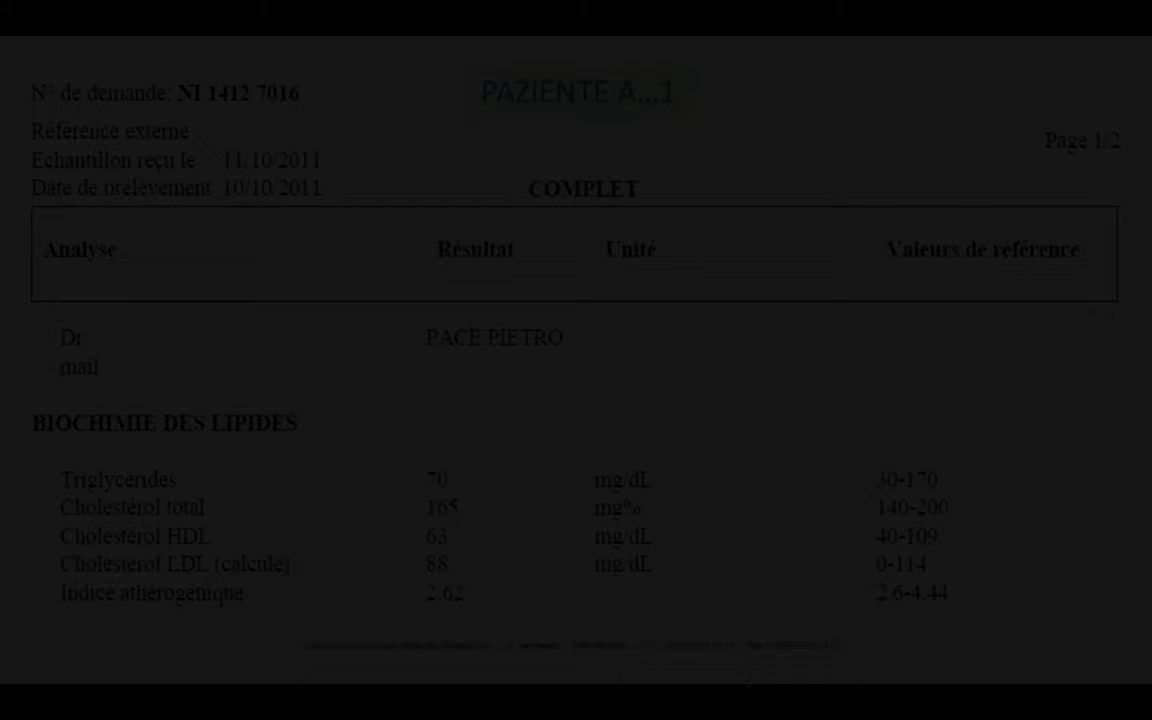 PAZIENTE A...1
N° de demande: NI 1412 7016
Référence externe
Page 1/2
Echantillon reçu le 11/10/2011
Date de prélèvement 10/10/2011
COMPLET
Analyse Résultat Unité Valeurs de référence
Dr PACE PIETRO
mail
BIOCHIMIE DES LIPIDES
Triglycérides 70 mg/dL 30-170
Cholestérol total 165 mg% 140-200
Cholestérol HDL 63 mg/dL 40-109
Cholestérol LDL (calculé) 88 mg/dL 0-114
Indice athérogénique 2.62 2.6-4.44